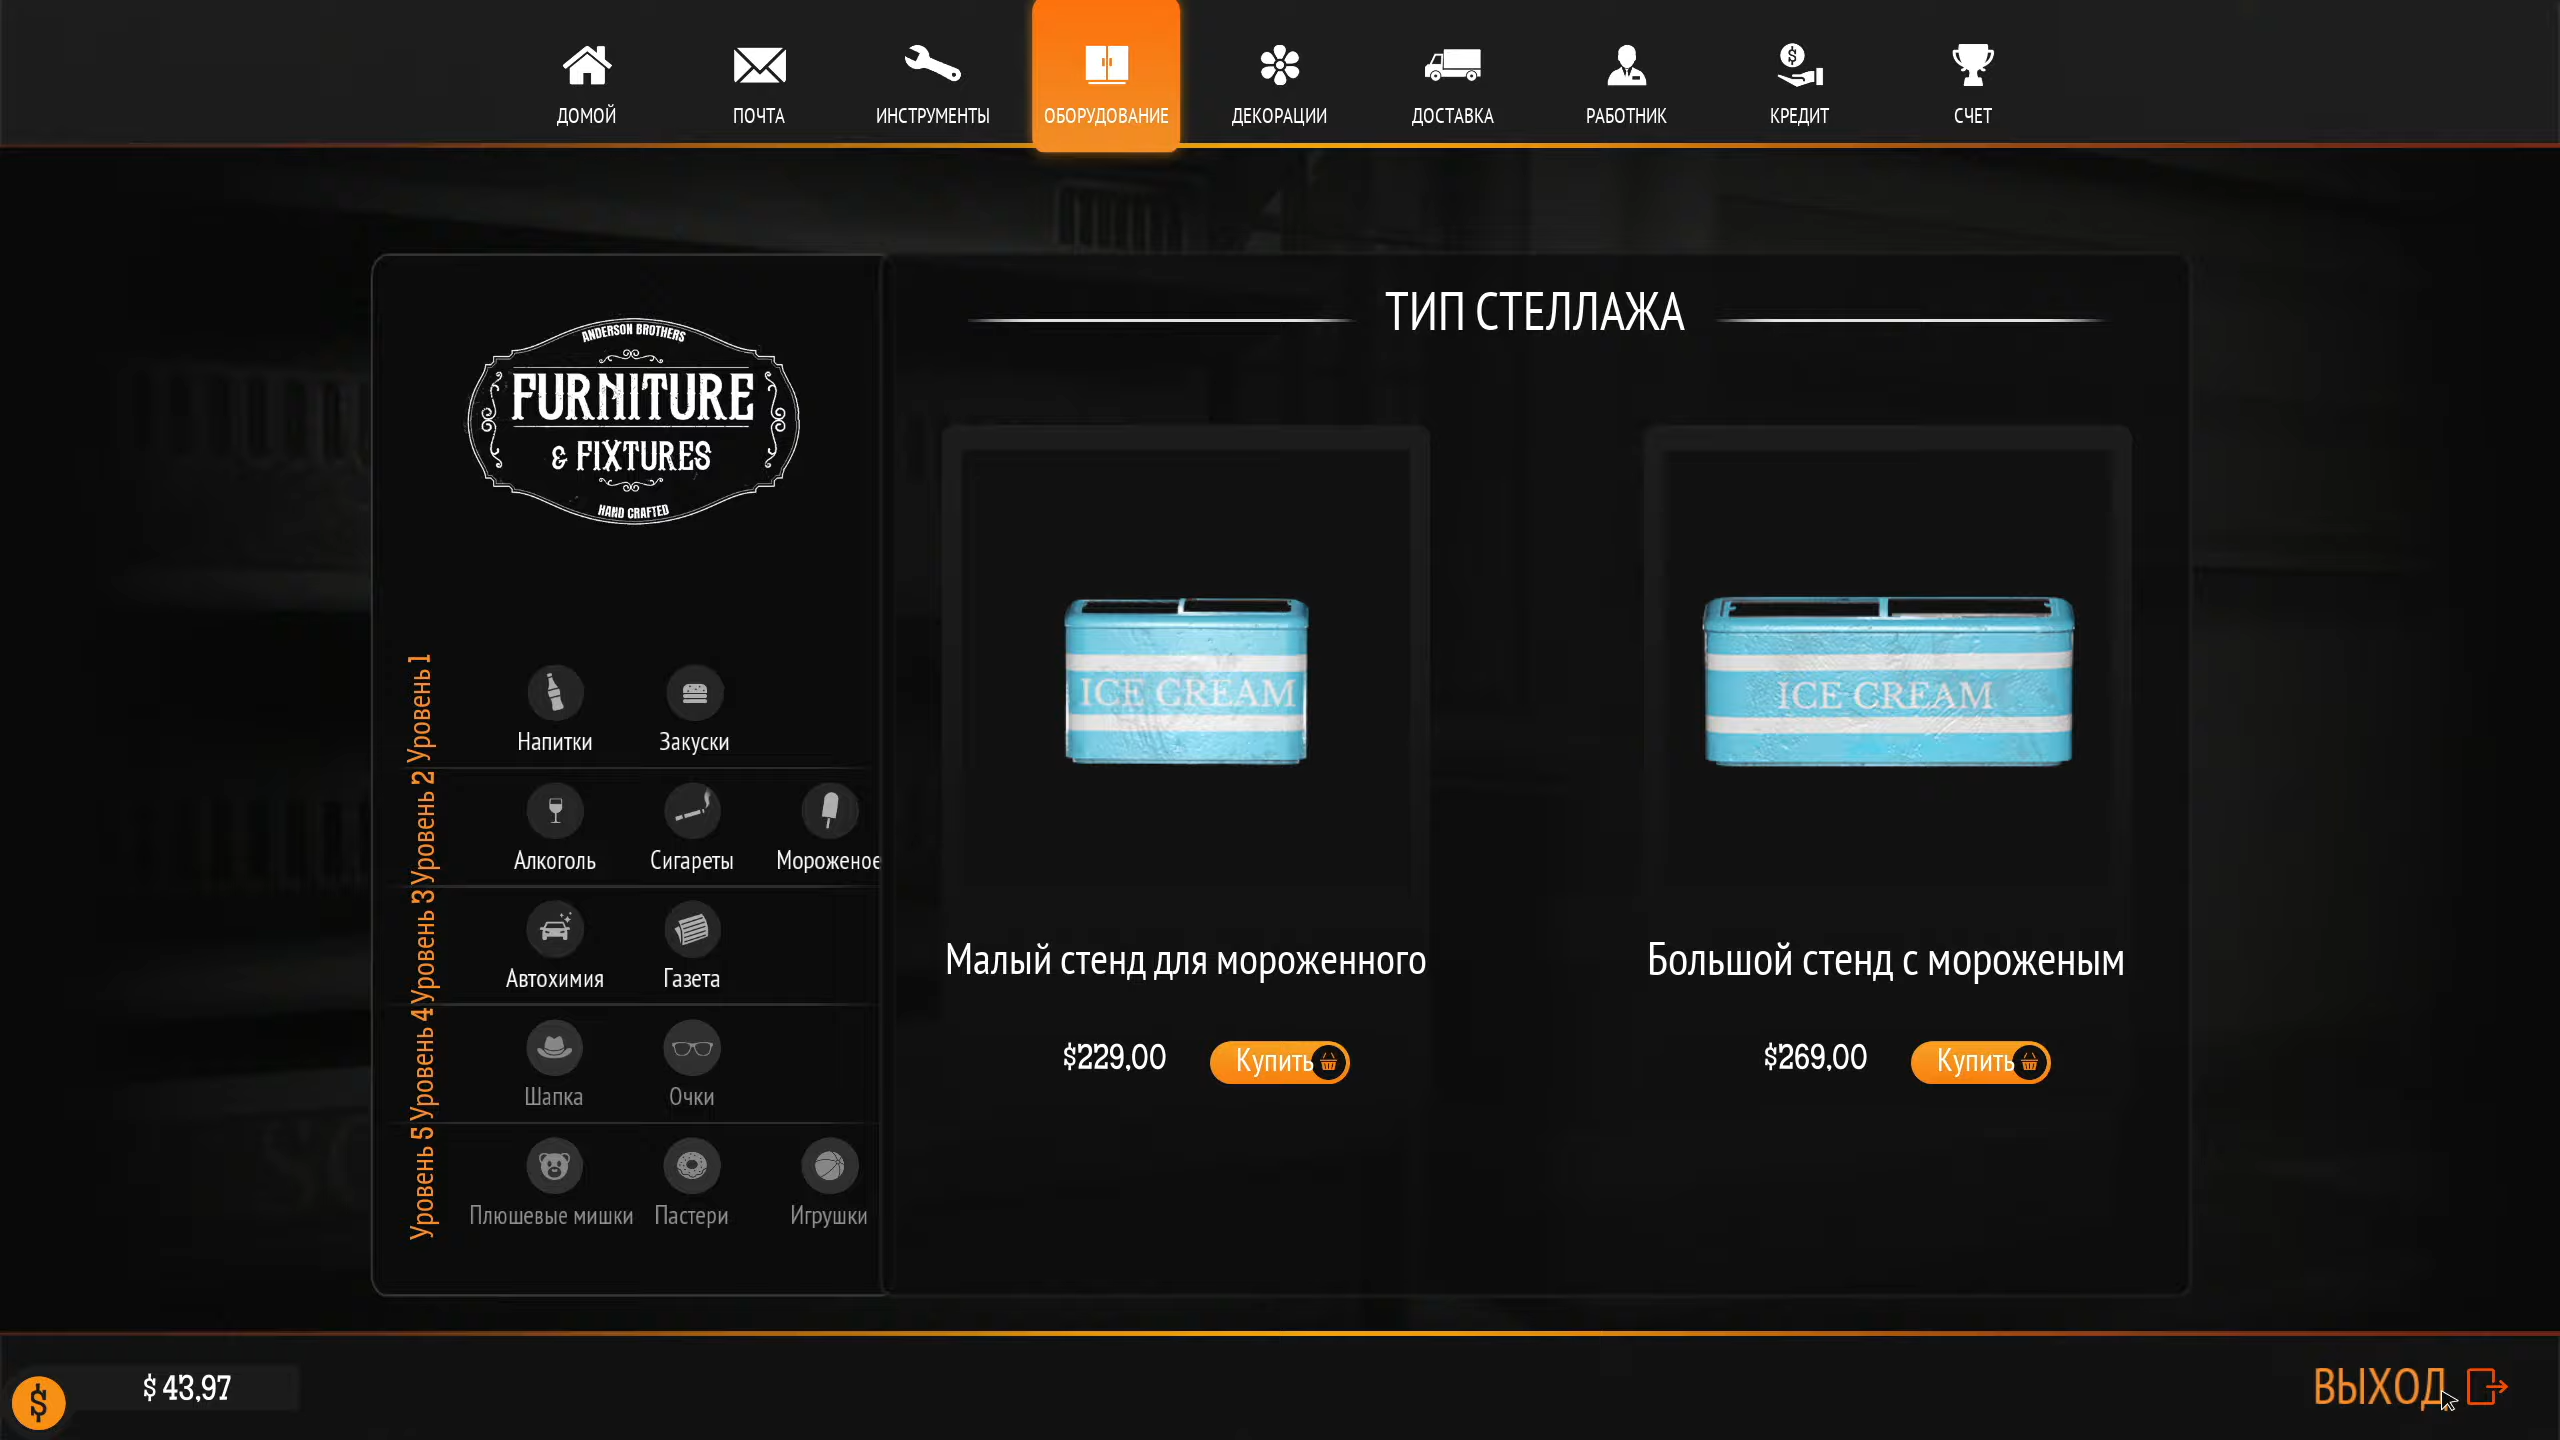 ДОМОЙ
ПОЧТА
ИНСТРУМЕНТЫ
ОБОРУДОВАНИЕ
ДЕКОРАЦИИ
ДОСТАВКА
РАБОТНИК
КРЕДИТ
СЧЕТ
ANDERSON BROTHERS
FURNITURE
& FIXTURES
HAND CRAFTED
Уровень 1
Напитки
Закуски
Уровень 2
Алкоголь
Сигареты
Мороженое
Уровень 3
Автохимия
Газета
Уровень 4
Шапка
Очки
Уровень 5
Плюшевые мишки
Пастери
Игрушки
ТИП СТЕЛЛАЖА
ICE CREAM
Малый стенд для мороженного
$229,00
Купить
ICE CREAM
Большой стенд с мороженым
$269,00
Купить
$ 43,97
ВЫХОД